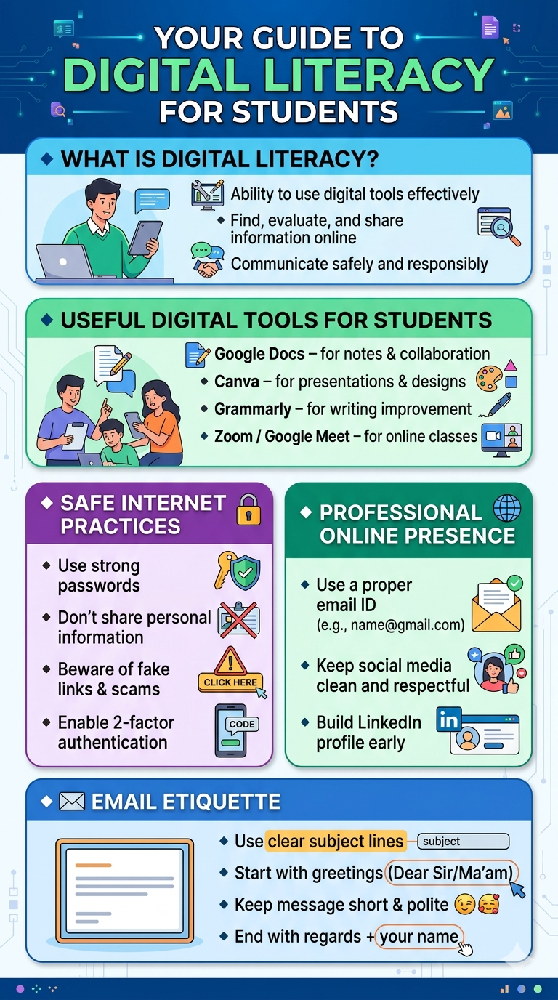 YOUR GUIDE TO
DIGITAL LITERACY
FOR STUDENTS
WHAT IS DIGITAL LITERACY?
Ability to use digital tools effectively
Find, evaluate, and share
information online
Communicate safely and responsibly
USEFUL DIGITAL TOOLS FOR STUDENTS
Google Docs – for notes & collaboration
Canva – for presentations & designs
Grammarly – for writing improvement
Zoom / Google Meet – for online classes
SAFE INTERNET
PRACTICES
Use strong
passwords
Don't share personal
information
Beware of fake
links & scams
CLICK HERE
Enable 2-factor
authentication
CODE
PROFESSIONAL
ONLINE PRESENCE
Use a proper
email ID
(e.g., name@gmail.com)
Keep social media
clean and respectful
Build LinkedIn
profile early
in
EMAIL ETIQUETTE
Use clear subject lines
subject
Start with greetings (Dear Sir/Ma'am)
Keep message short & polite 😉🥰
End with regards + your name